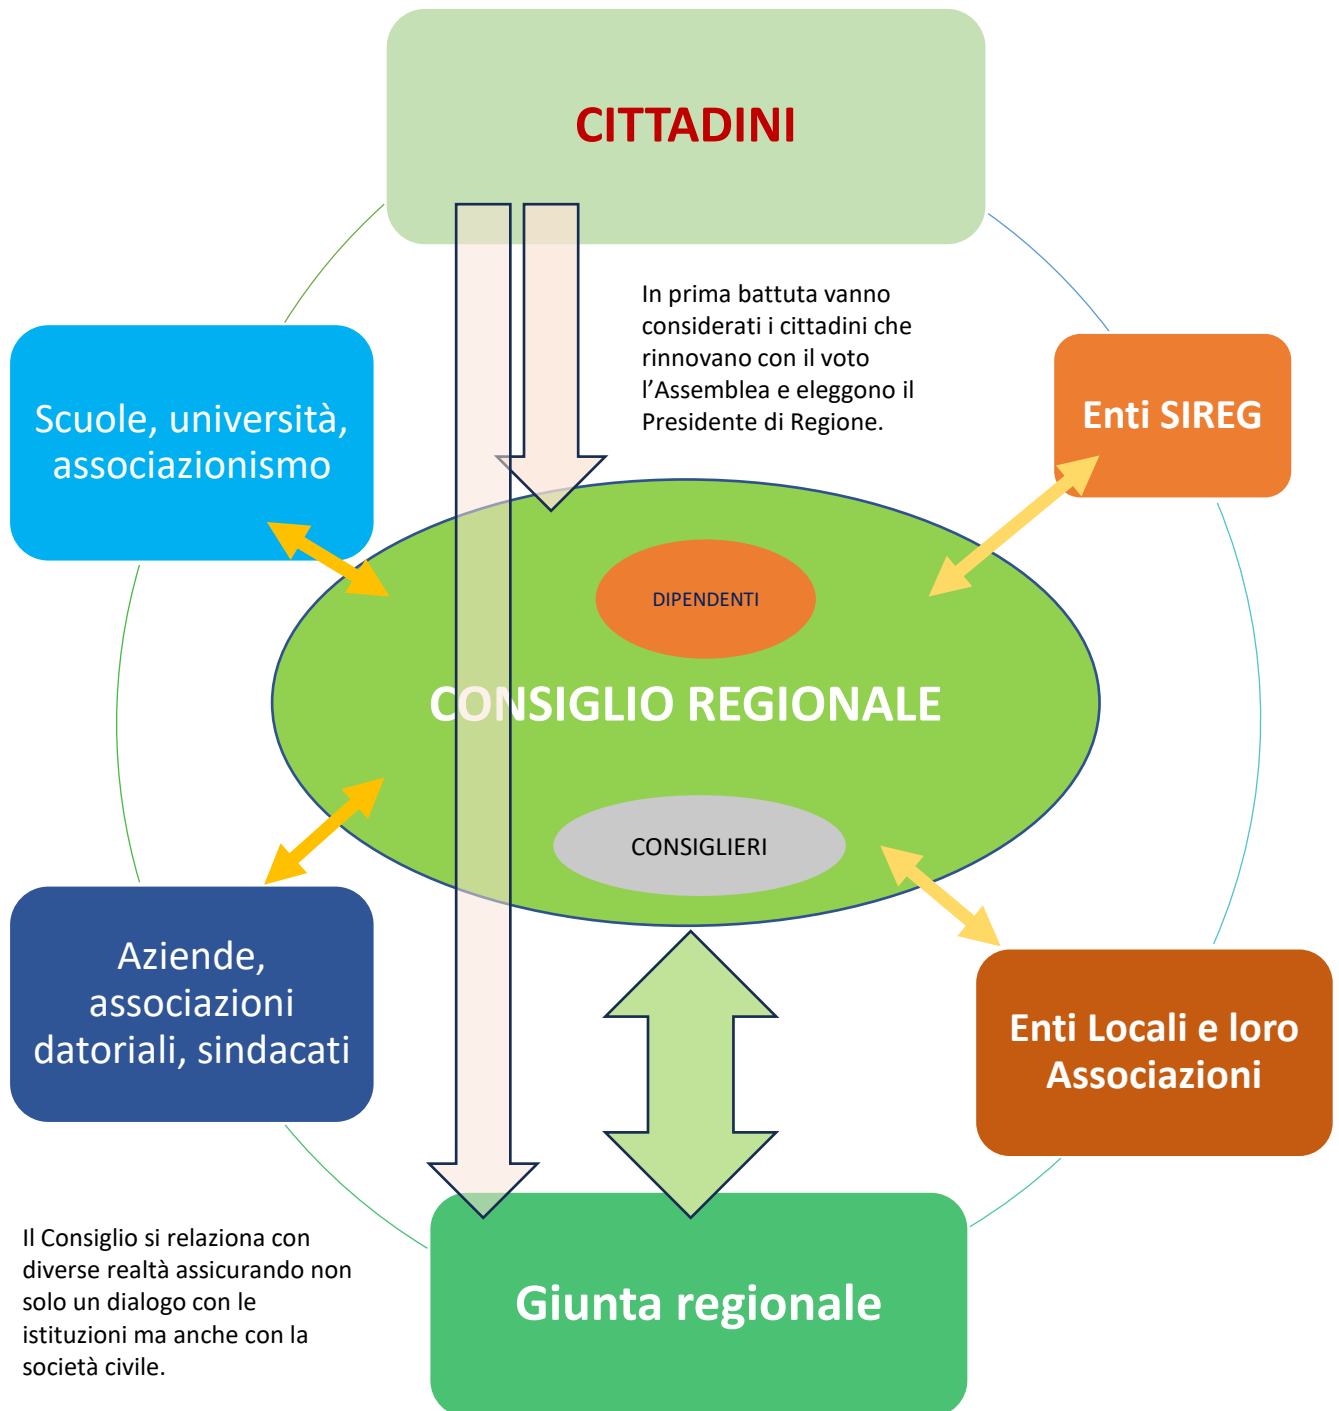 CITTADINI
In prima battuta vanno
considerati i cittadini che
rinnovano con il voto
l’Assemblea e eleggono il
Presidente di Regione.
Scuole, università,
associazionismo
Enti SIREG
DIPENDENTI
CONSIGLIO REGIONALE
CONSIGLIERI
Aziende,
associazioni
datoriali, sindacati
Enti Locali e loro
Associazioni
Il Consiglio si relaziona con
diverse realtà assicurando non
solo un dialogo con le
istituzioni ma anche con la
società civile.
Giunta regionale